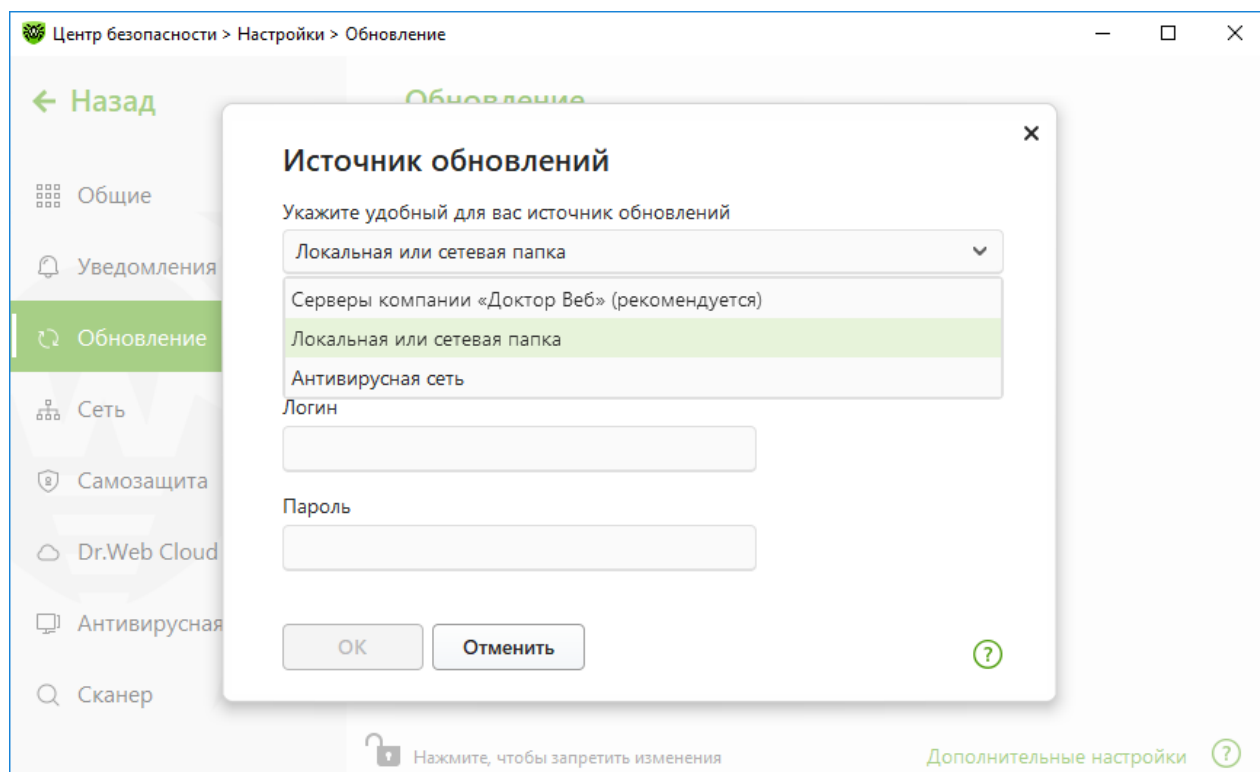 Центр безопасности > Настройки > Обновление
Назад
Обновление
Общие
Уведомления
Обновление
Сеть
Самозащита
Dr.Web Cloud
Антивирусная
Сканер
Источник обновлений
Укажите удобный для вас источник обновлений
Локальная или сетевая папка
Серверы компании «Доктор Веб» (рекомендуется)
Локальная или сетевая папка
Антивирусная сеть
Логин
Пароль
ОК
Отменить
?
Нажмите, чтобы запретить изменения
Дополнительные настройки
?